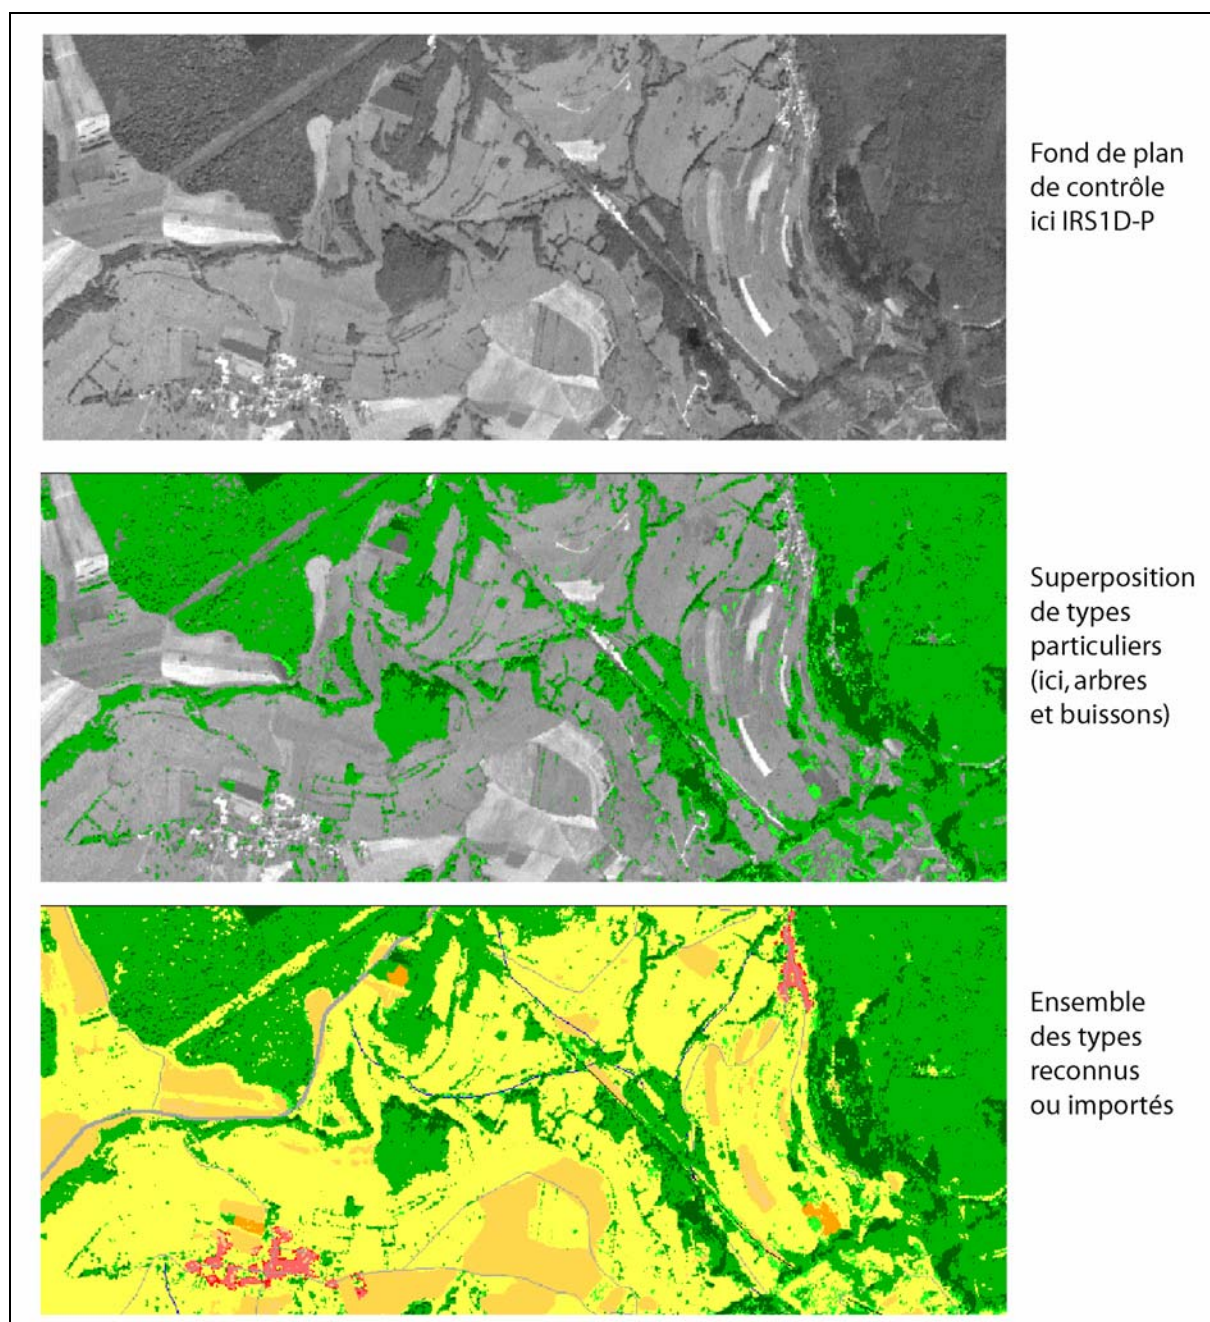 Fond de plan
de contrôle
ici IRS1D-P
Superposition
de types
particuliers
(ici, arbres
et buissons)
Ensemble
des types
reconnus
ou importés